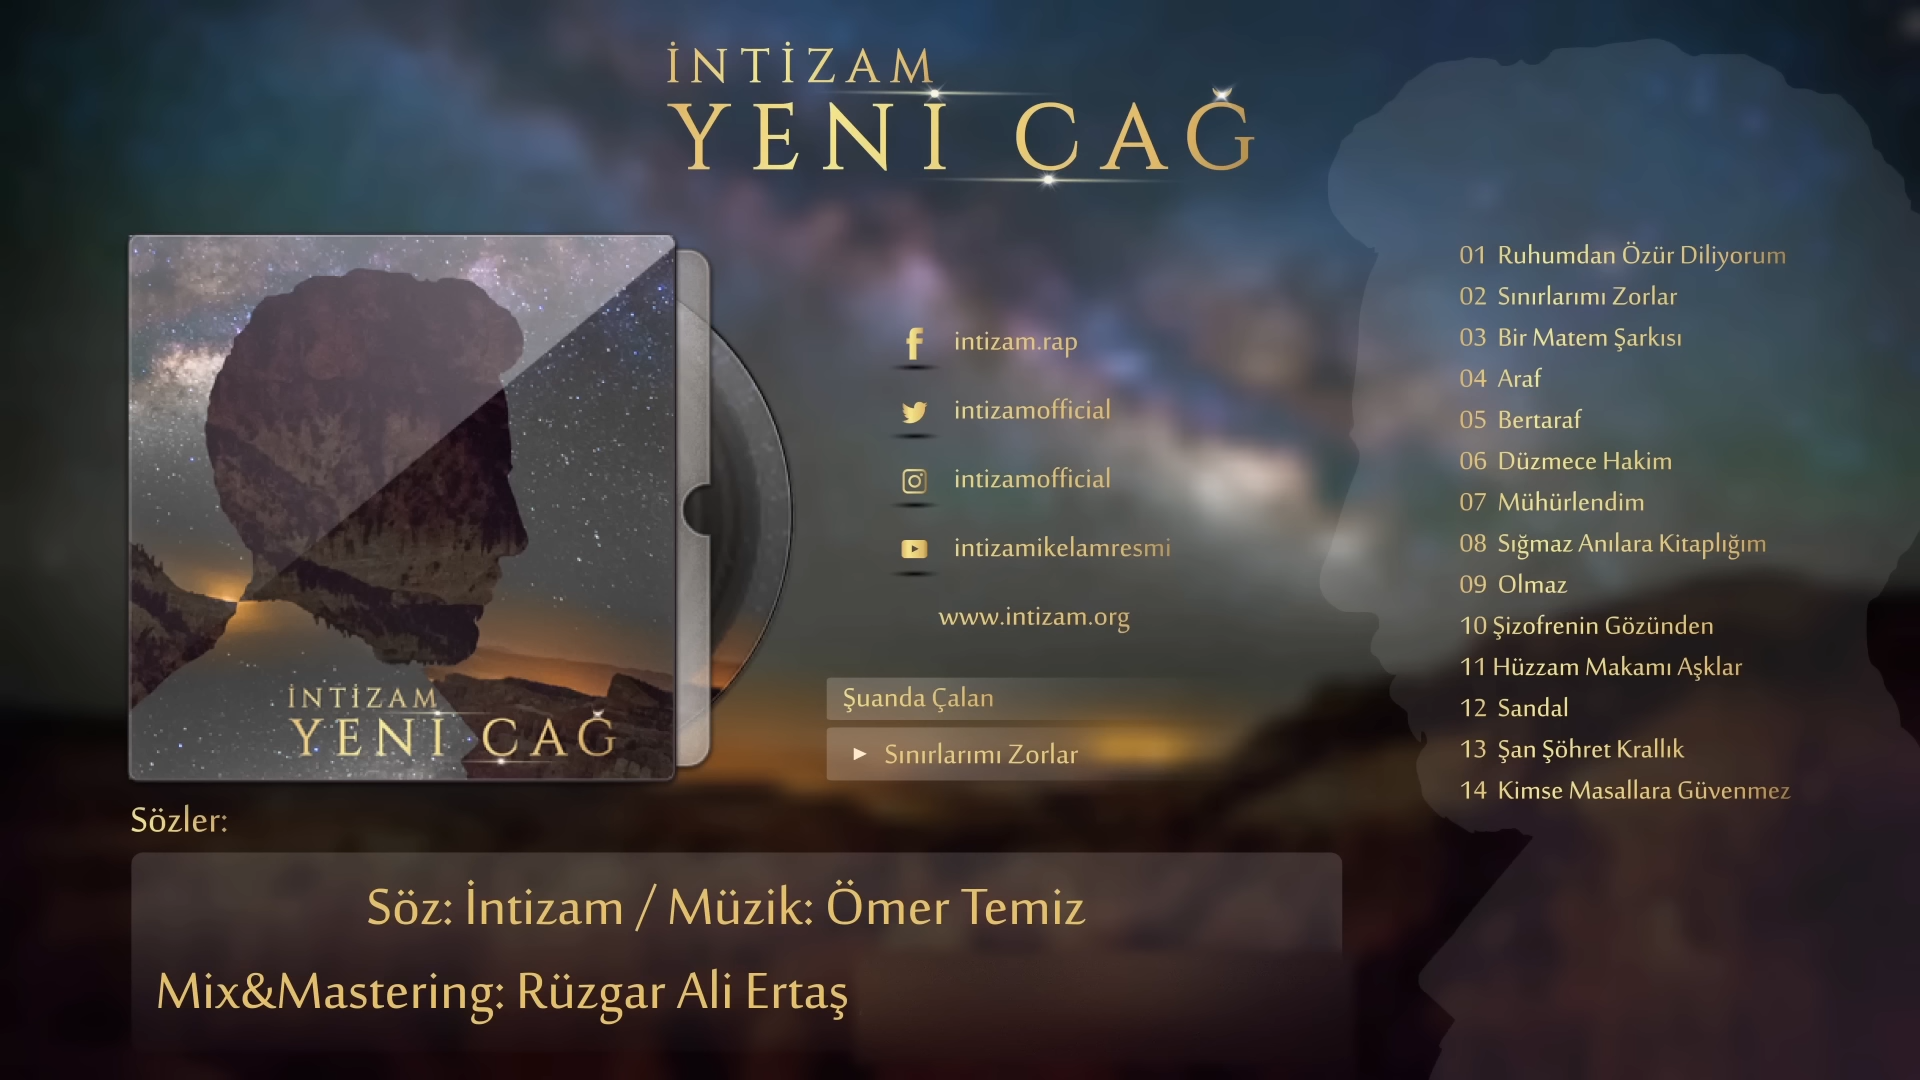 İNTİZAM
YENİ ÇAĞ
İNTİZAM
YENİ ÇAĞ
intizam.rap
intizamofficial
intizamofficial
intizamikelamresmi
www.intizam.org
Şuanda Çalan
Sınırlarımı Zorlar
01 Ruhumdan Özür Diliyorum
02 Sınırlarımı Zorlar
03 Bir Matem Şarkısı
04 Araf
05 Bertaraf
06 Düzmece Hakim
07 Mühürlendim
08 Sığmaz Anılara Kitaplığım
09 Olmaz
10 Şizofrenin Gözünden
11 Hüzzam Makamı Aşklar
12 Sandal
13 Şan Şöhret Krallık
14 Kimse Masallara Güvenmez
Sözler:
Söz: İntizam / Müzik: Ömer Temiz
Mix&Mastering: Rüzgar Ali Ertaş